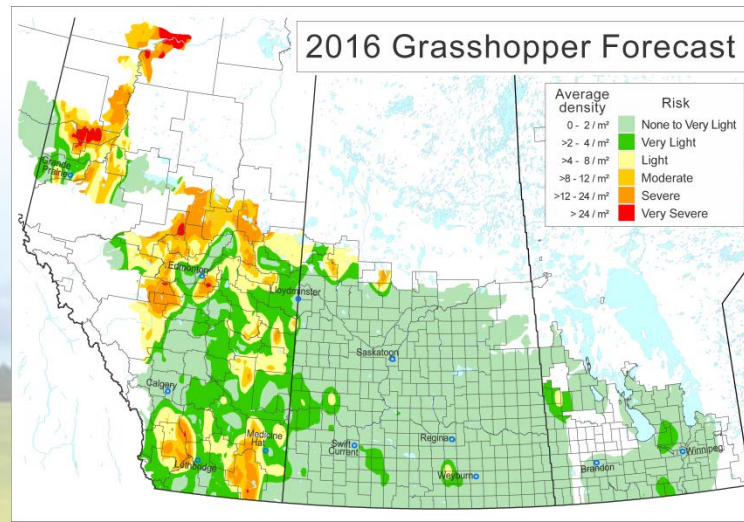 2016 Grasshopper Forecast
Average
density
Risk
0 - 2 / m² None to Very Light
>2 - 4 / m² Very Light
>4 - 8 / m² Light
>8 - 12 / m² Moderate
>12 - 24 / m² Severe
> 24 / m² Very Severe
Grande
Prairie
Edmonton
Lloydminster
Saskatoon
Calgary
Medicine
Hat
Lethbridge
Swift
Current
Regina
Weyburn
Brandon
Winnipeg